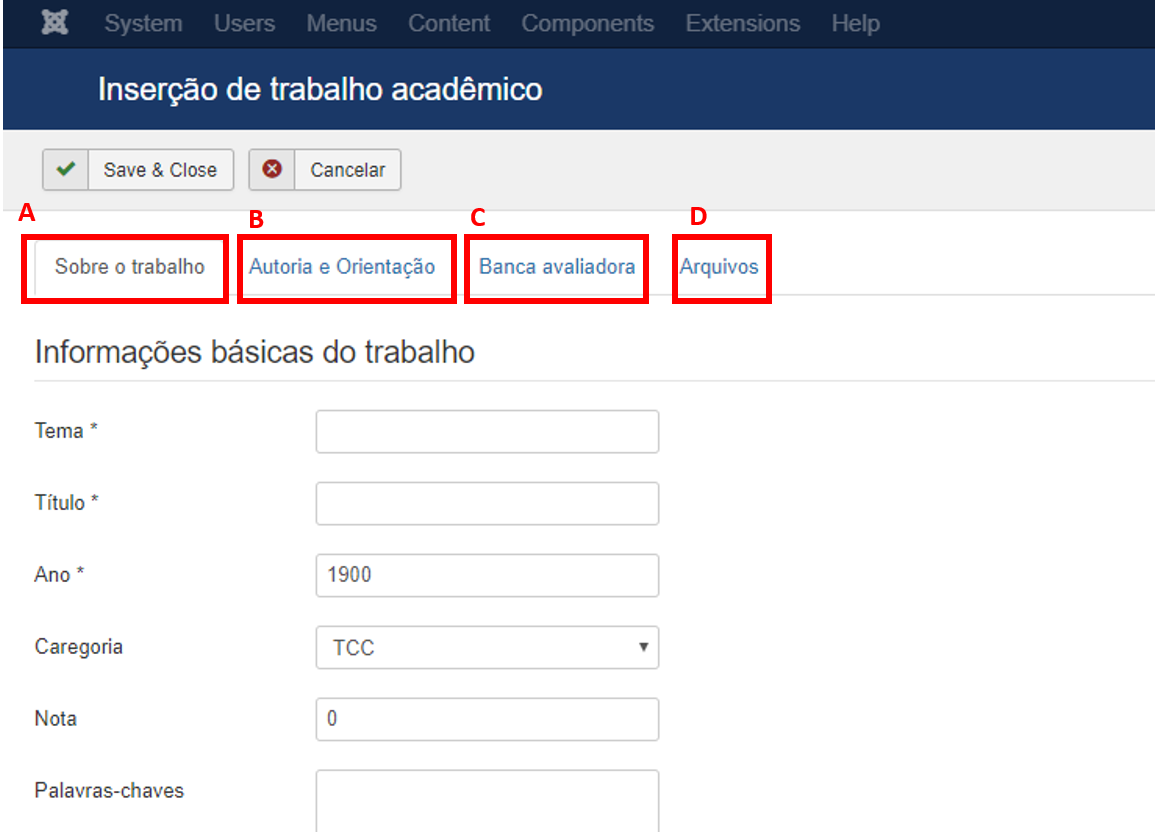 System Users Menus Content Components Extensions Help
Inserção de trabalho acadêmico
Save & Close Cancelar
A B C D
Sobre o trabalho Autoria e Orientação Banca avaliadora Arquivos
Informações básicas do trabalho
Tema *
Título *
Ano * 1900
Caregoria TCC
Nota 0
Palavras-chaves